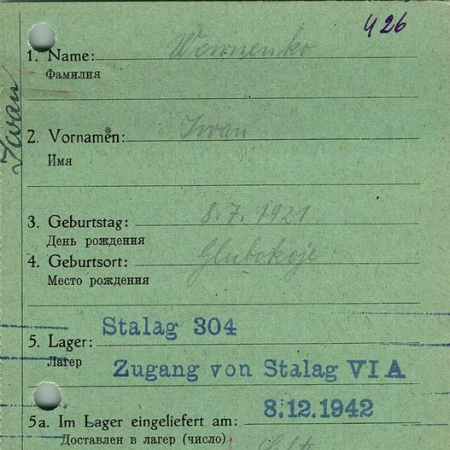 426
1. Name: Wownenko
Фамилия
Iwan
2. Vornamen: Iwan
Имя
3. Geburtstag: 8.7.1921.
День рождения
4. Geburtsort: Glubokoje
Место рождения
Stalag 304
5. Lager:
Лагерь
Zugang von Stalag VI A
8.12.1942
5a. Im Lager eingeliefert am:
Доставлен в лагерь (число)